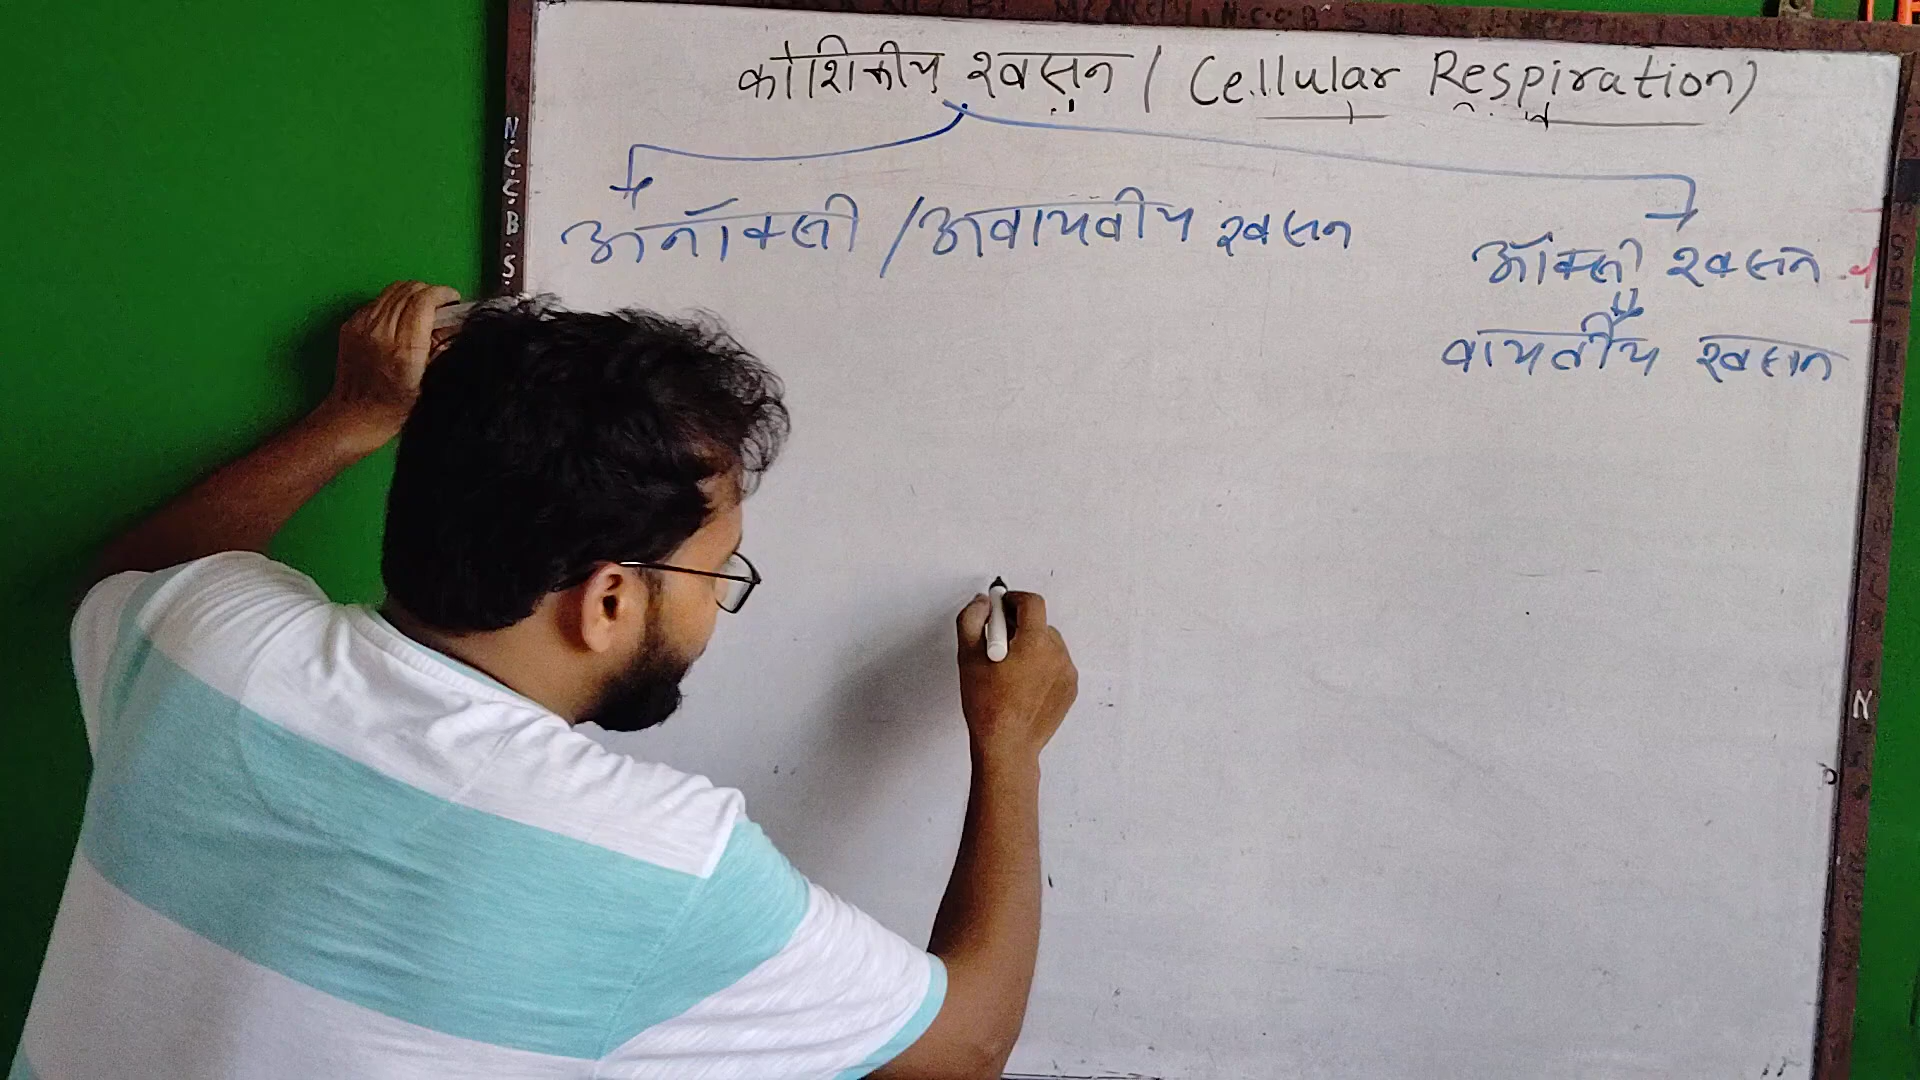 कोशिकीय श्वसन / (Cellular Respiration)
अनॉक्सी / अवायवीय श्वसन
ऑक्सी श्वसन
वायवीय श्वसन
N.C.C.B.S.
N